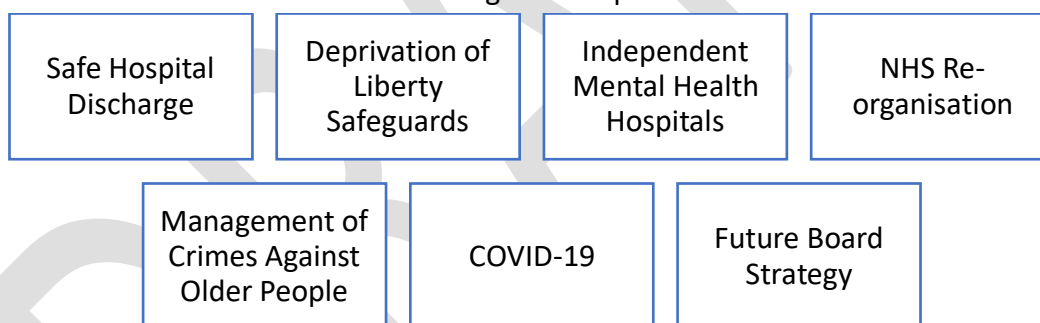 Safe Hospital
Discharge
Deprivation of
Liberty
Safeguards
Independent
Mental Health
Hospitals
NHS Re-
organisation
Management of
Crimes Against
Older People
COVID-19
Future Board
Strategy